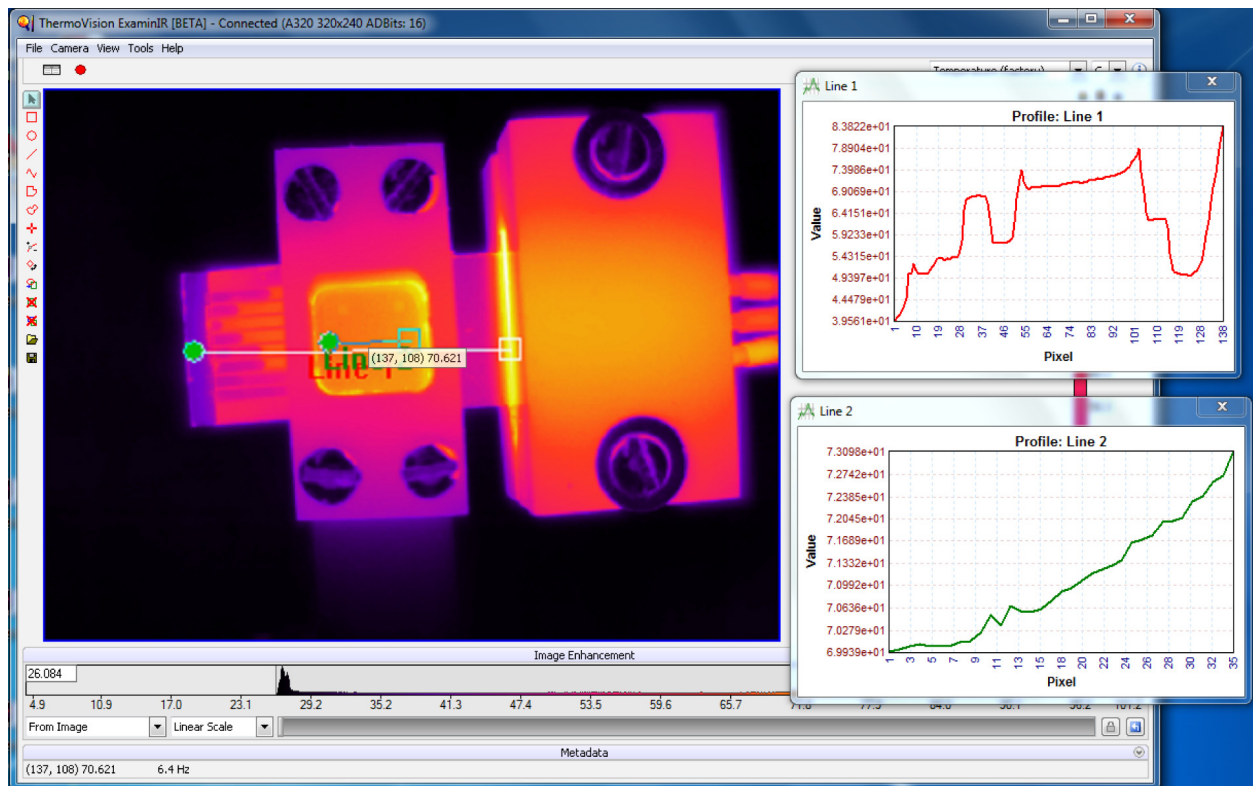 ThermoVision ExaminIR [BETA] - Connected (A320 320x240 ADBits: 16)
File Camera View Tools Help
Temperature (factory) C
Line 1
Profile: Line 1
8.3822e+01
7.8904e+01
7.3986e+01
6.9069e+01
6.4151e+01
5.9233e+01
5.4315e+01
4.9397e+01
4.4479e+01
3.9561e+01
Value
1 10 19 28 37 46 55 64 74 83 92 101 110 119 128 138
Pixel
(137, 108) 70.621
Line 1
Line 2
Profile: Line 2
7.3098e+01
7.2742e+01
7.2385e+01
7.2045e+01
7.1689e+01
7.1332e+01
7.0992e+01
7.0636e+01
7.0279e+01
6.9939e+01
Value
1 3 5 7 9 11 13 15 16 18 20 22 24 26 28 30 32 35
Pixel
Image Enhancement
26.084
4.9 10.9 17.0 23.1 29.2 35.2 41.3 47.4 53.5 59.6 65.7
From Image Linear Scale
Metadata
(137, 108) 70.621 6.4 Hz